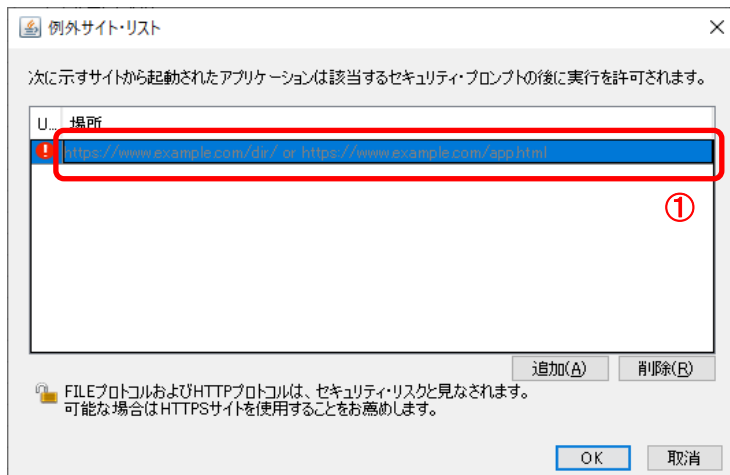 例外サイト・リスト
次に示すサイトから起動されたアプリケーションは該当するセキュリティ・プロンプトの後に実行を許可されます。
U... 場所
https://www.example.com/dir/ or https://www.example.com/app.html
①
追加(A) 削除(R)
FILEプロトコルおよびHTTPプロトコルは、セキュリティ・リスクと見なされます。
可能な場合はHTTPSサイトを使用することをお薦めします。
OK 取消